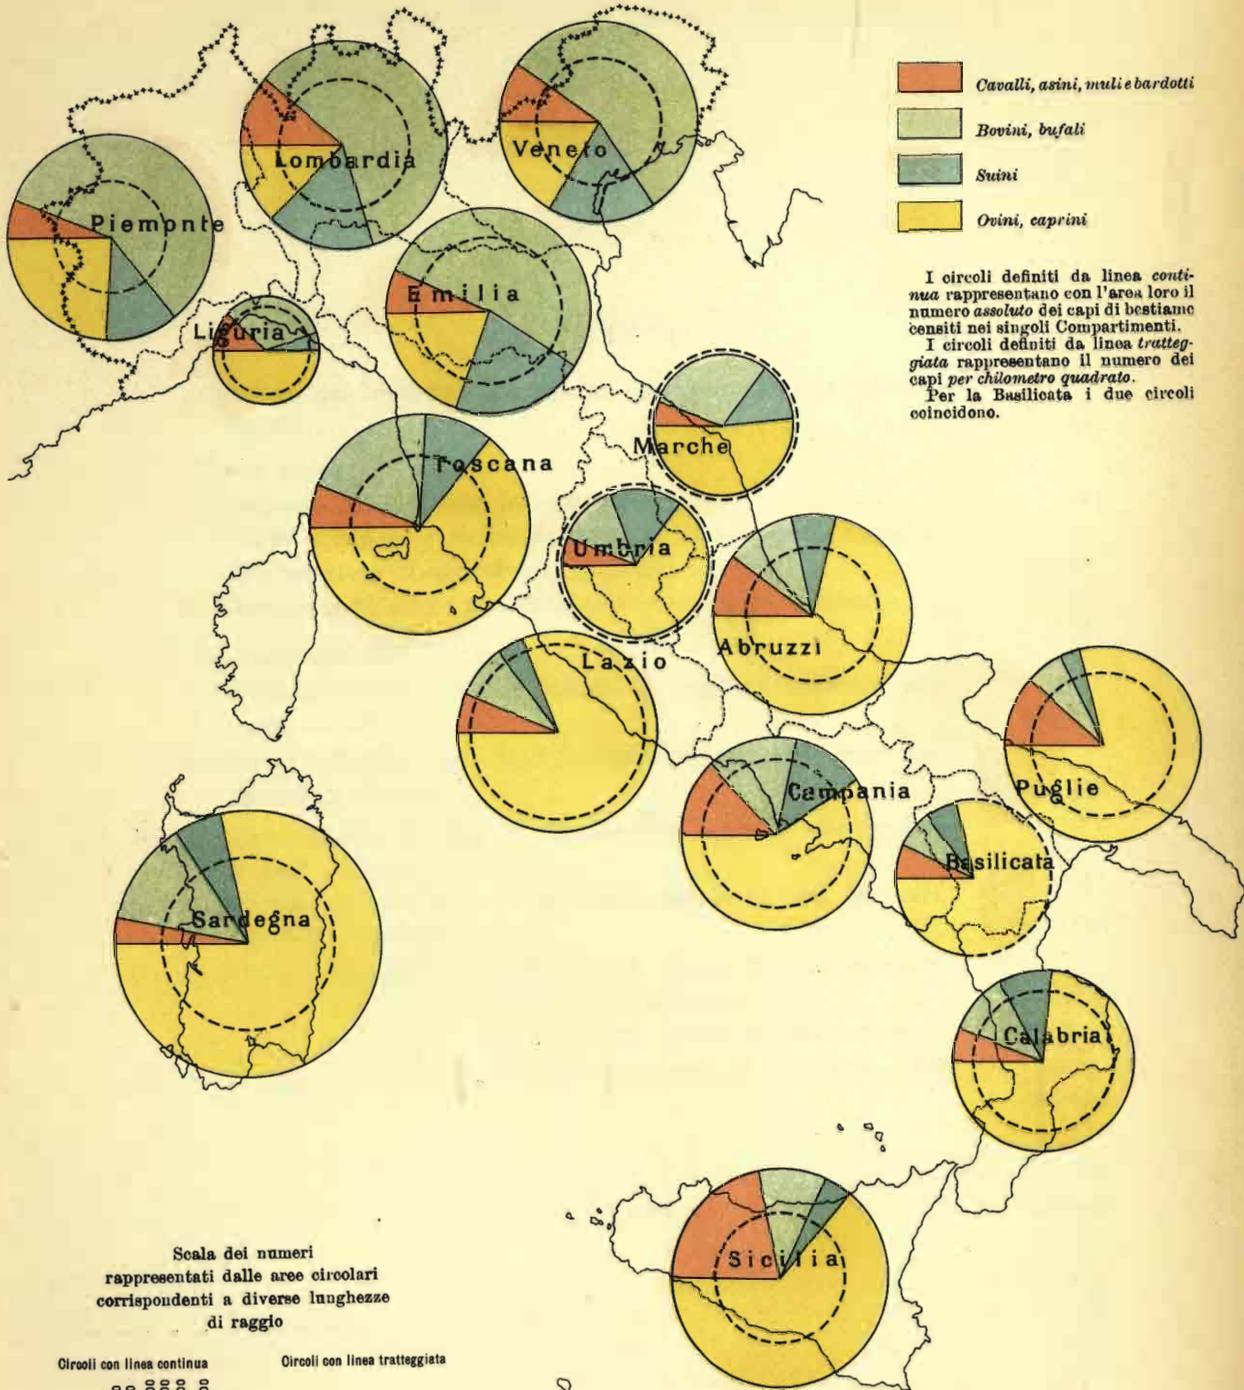 Cavalli, asini, muli e bardotti
Bovini, bufali
Suini
Ovini, caprini
I circoli definiti da linea conti-
nua rappresentano con l'area loro il
numero assoluto dei capi di bestiame
censiti nei singoli Compartimenti.
I circoli definiti da linea tratteg-
giata rappresentano il numero dei
capi per chilometro quadrato.
Per la Basilicata i due circoli
coincidono.
Piemonte
Lombardia
Veneto
Liguria
Emilia
Marche
Toscana
Umbria
Abruzzi
Lazio
Campania
Puglie
Basilicata
Sardegna
Calabria
Sicilia
Scala dei numeri
rappresentati dalle aree circolari
corrispondenti a diverse lunghezze
di raggio
Circoli con linea continua
Circoli con linea tratteggiata